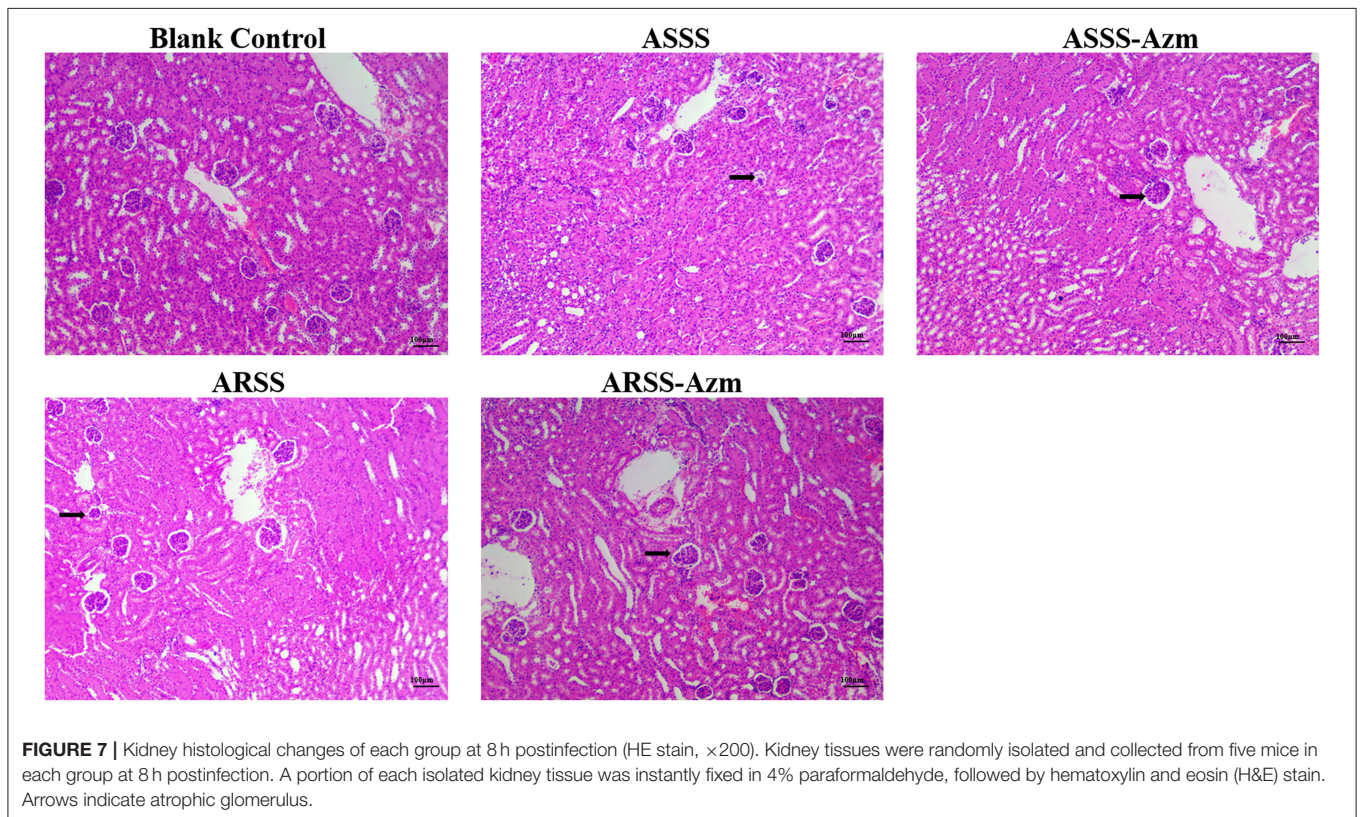 Blank Control
ASSS
ASSS-Azm
100μm
100μm
100μm
ARSS
ARSS-Azm
100μm
100μm
FIGURE 7 | Kidney histological changes of each group at 8 h postinfection (HE stain, ×200). Kidney tissues were randomly isolated and collected from five mice in
each group at 8 h postinfection. A portion of each isolated kidney tissue was instantly fixed in 4% paraformaldehyde, followed by hematoxylin and eosin (H&E) stain.
Arrows indicate atrophic glomerulus.